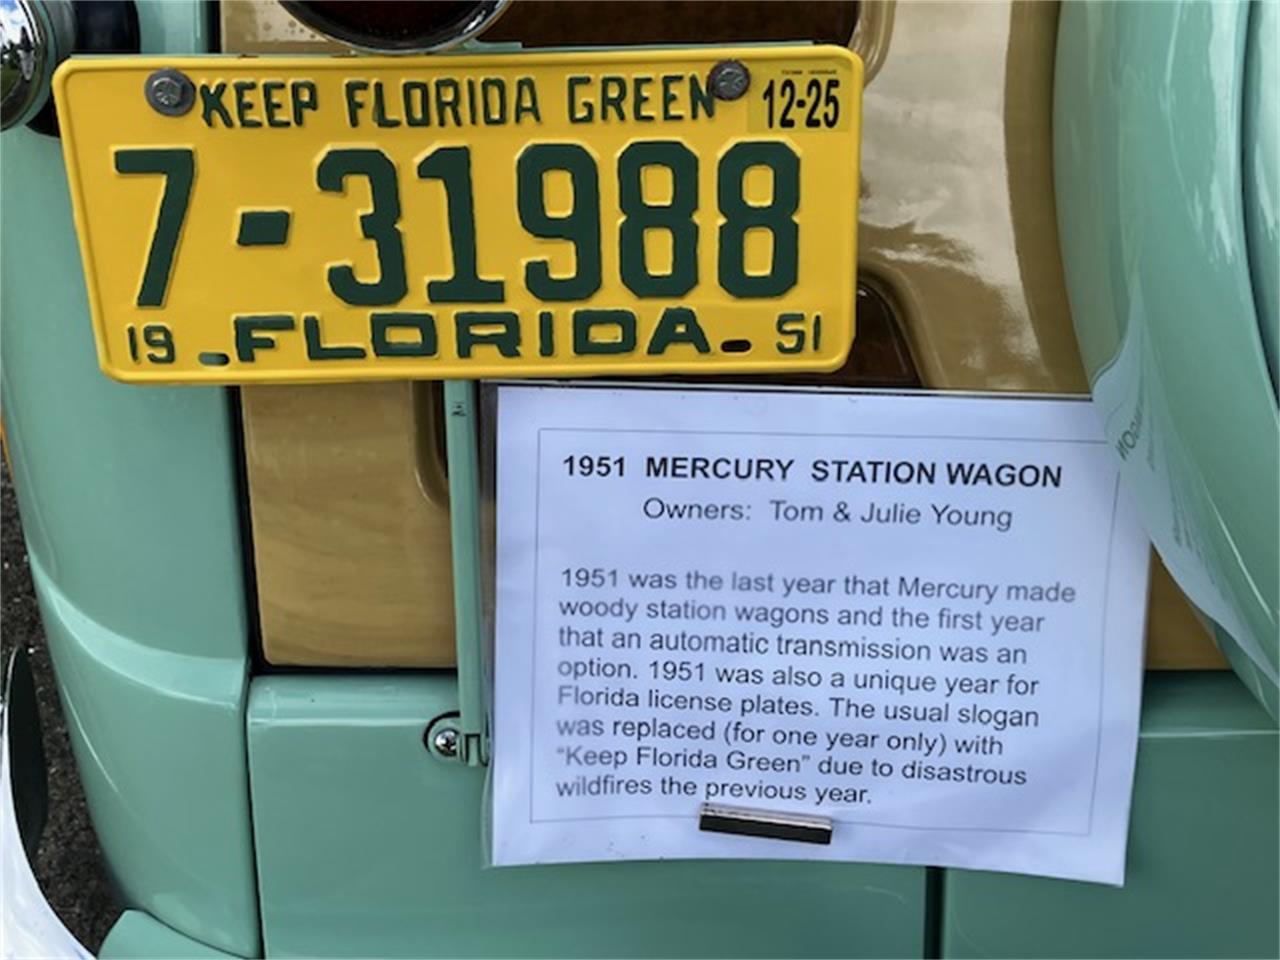 KEEP FLORIDA GREEN
12-25
7-31988
19 FLORIDA 51
1951 MERCURY STATION WAGON
Owners: Tom & Julie Young
1951 was the last year that Mercury made
woody station wagons and the first year
that an automatic transmission was an
option. 1951 was also a unique year for
Florida license plates. The usual slogan
was replaced (for one year only) with
“Keep Florida Green” due to disastrous
wildfires the previous year.